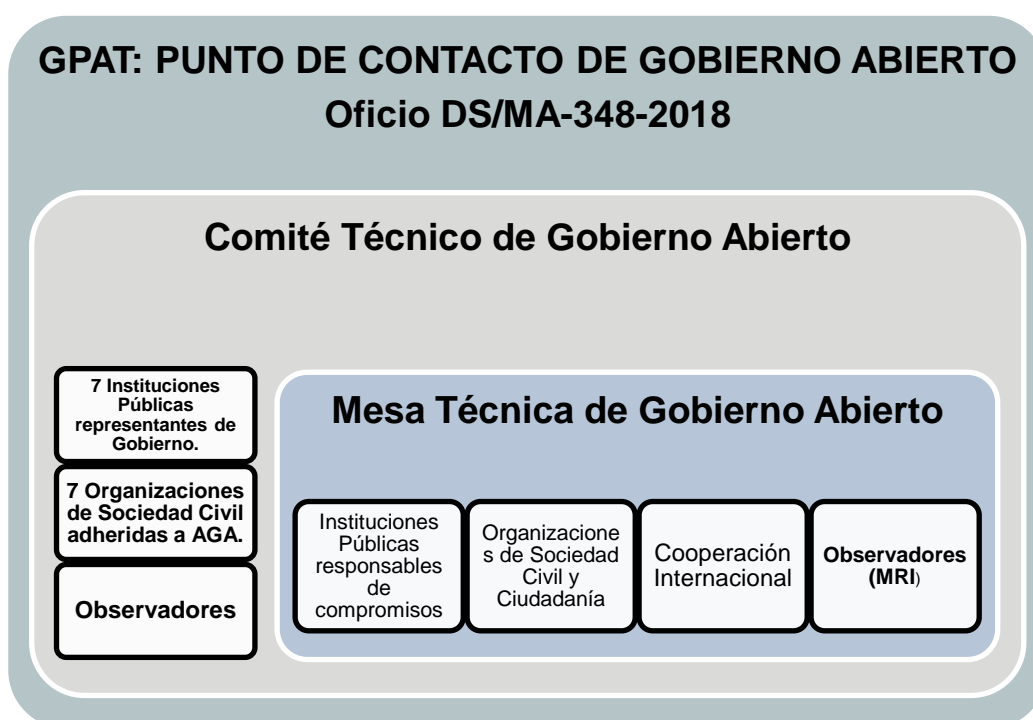 GPAT: PUNTO DE CONTACTO DE GOBIERNO ABIERTO
Oficio DS/MA-348-2018
Comité Técnico de Gobierno Abierto
7 Instituciones
Públicas
representantes de
Gobierno.
7 Organizaciones
de Sociedad Civil
adheridas a AGA.
Observadores
Mesa Técnica de Gobierno Abierto
Instituciones
Públicas
responsables
de
compromisos
Organizacione
s de Sociedad
Civil y
Ciudadanía
Cooperación
Internacional
Observadores
(MRI)